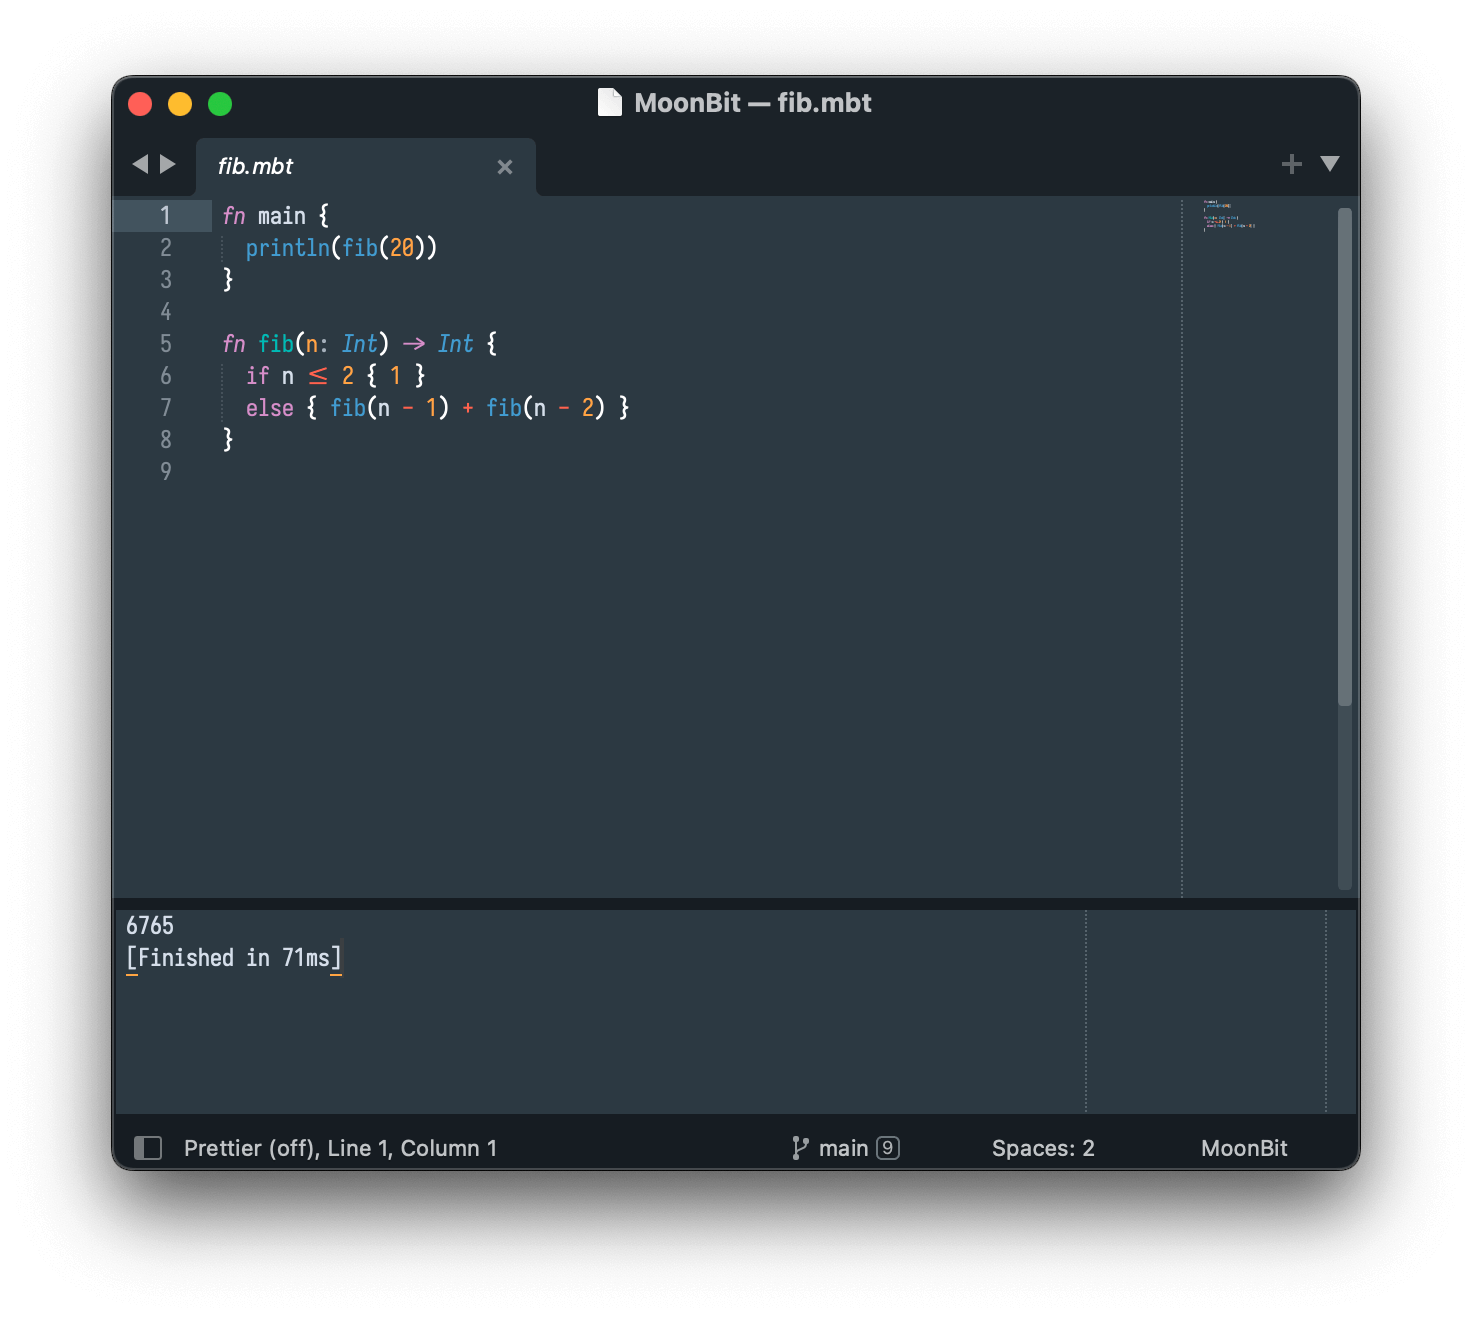 MoonBit — fib.mbt
fib.mbt
1 fn main {
2 println(fib(20))
3 }
4
5 fn fib(n: Int) -> Int {
6 if n <= 2 { 1 }
7 else { fib(n - 1) + fib(n - 2) }
8 }
9
6765
[Finished in 71ms]
Prettier (off), Line 1, Column 1 main 9 Spaces: 2 MoonBit